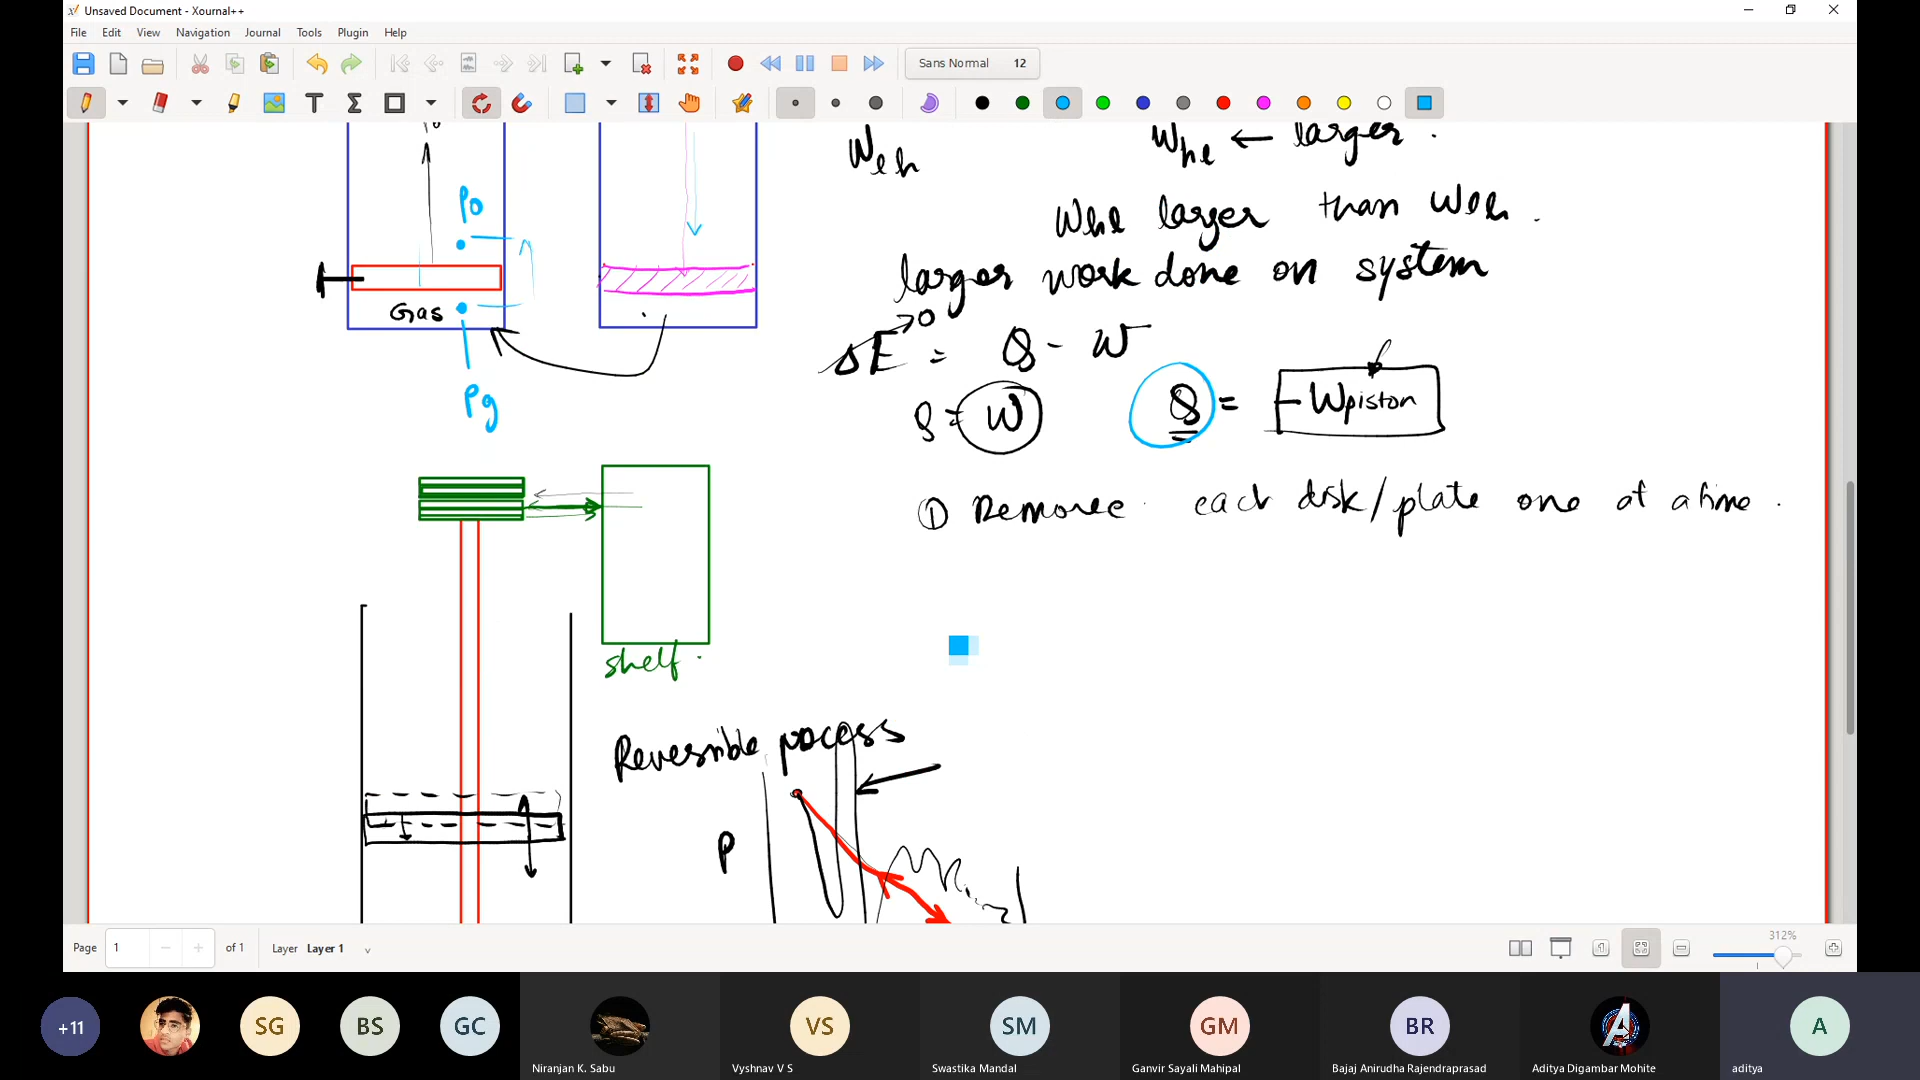 Unsaved Document - Xournal++
File Edit View Navigation Journal Tools Plugin Help
Sans Normal 12
Weh
Whe ← larger .
Whe larger than Weh .
larger work done on system
Po
Gas
Pg
ΔE → 0 = Q - W
Q = W
Q = - Wpiston
① Remove each disk/plate one at a time .
shelf .
Reversible process
P
Page 1 of 1 Layer Layer 1
312%
+11 SG BS GC VS SM GM BR A
Niranjan K. Sabu Vyshnav V S Swastika Mandal Ganvir Sayali Mahipal Bajaj Anirudha Rajendraprasad Aditya Digambar Mohite aditya